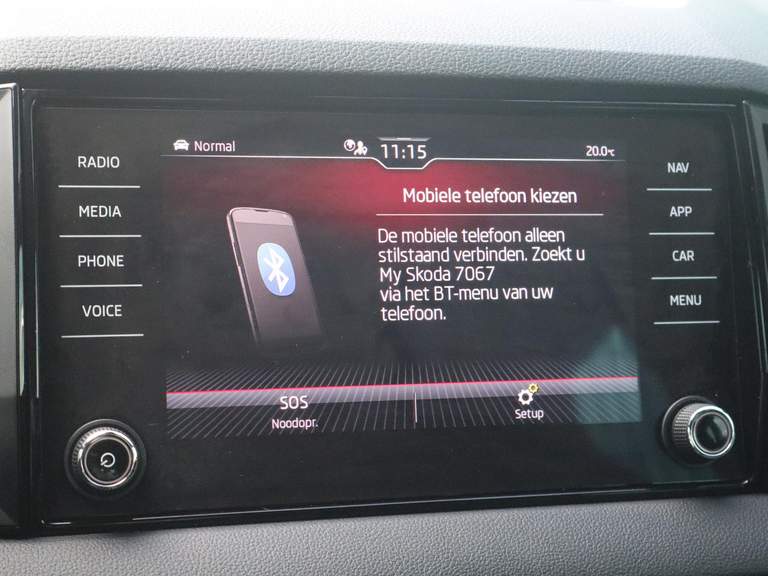 RADIO
MEDIA
PHONE
VOICE
Normal
11:15
20.0°C
Mobiele telefoon kiezen
De mobiele telefoon alleen
stilstaand verbinden. Zoekt u
My Skoda 7067
via het BT-menu van uw
telefoon.
SOS
Noodopr.
Setup
NAV
APP
CAR
MENU